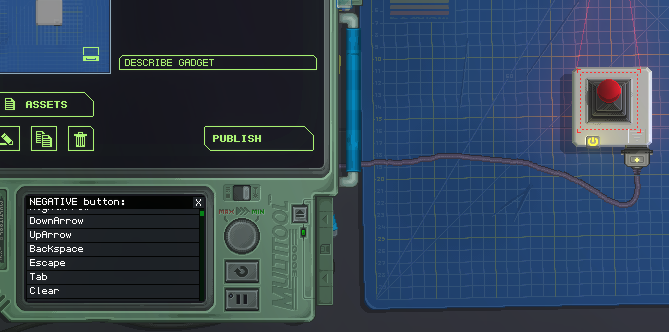 DESCRIBE GADGET
ASSETS
PUBLISH
NEGATIVE button:
X
DownArrow
UpArrow
Backspace
Escape
Tab
Clear
MAX
MIN